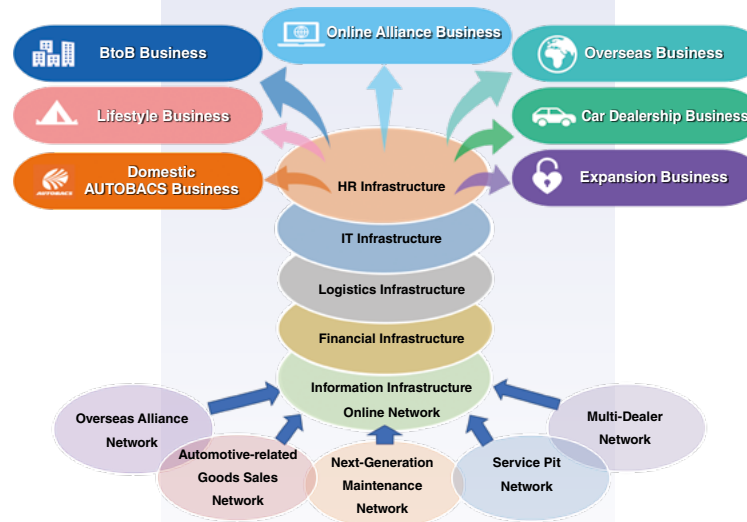 Online Alliance Business
BtoB Business
Overseas Business
Lifestyle Business
Car Dealership Business
Domestic
AUTOBACS Business
AUTOBACS
Expansion Business
HR Infrastructure
IT Infrastructure
Logistics Infrastructure
Financial Infrastructure
Information Infrastructure
Online Network
Overseas Alliance
Network
Multi-Dealer
Network
Automotive-related
Goods Sales
Network
Next-Generation
Maintenance
Network
Service Pit
Network